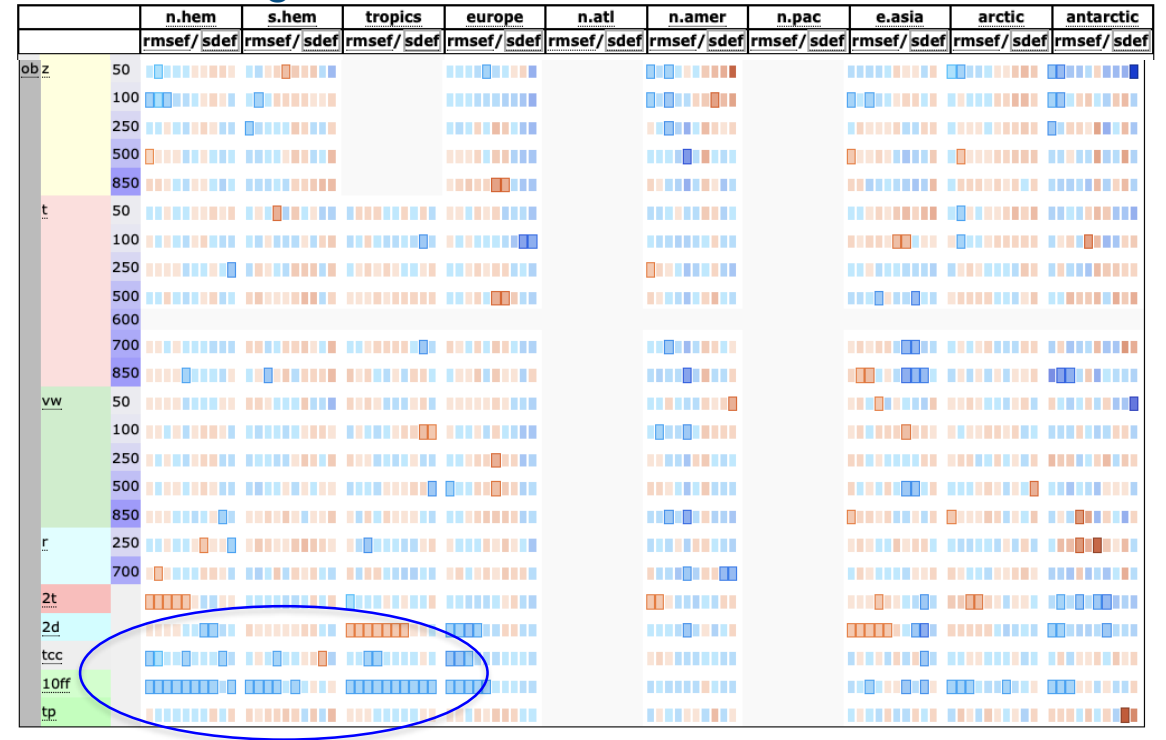 n.hem s.hem tropics europe n.atl n.amer n.pac e.asia arctic antarctic
rmsef/sdef rmsef/sdef rmsef/sdef rmsef/sdef rmsef/sdef rmsef/sdef rmsef/sdef rmsef/sdef rmsef/sdef rmsef/sdef
ob z 50
100
250
500
850
t 50
100
250
500
600
700
850
vw 50
100
250
500
850
r 250
700
2t
2d
tcc
10ff
tp